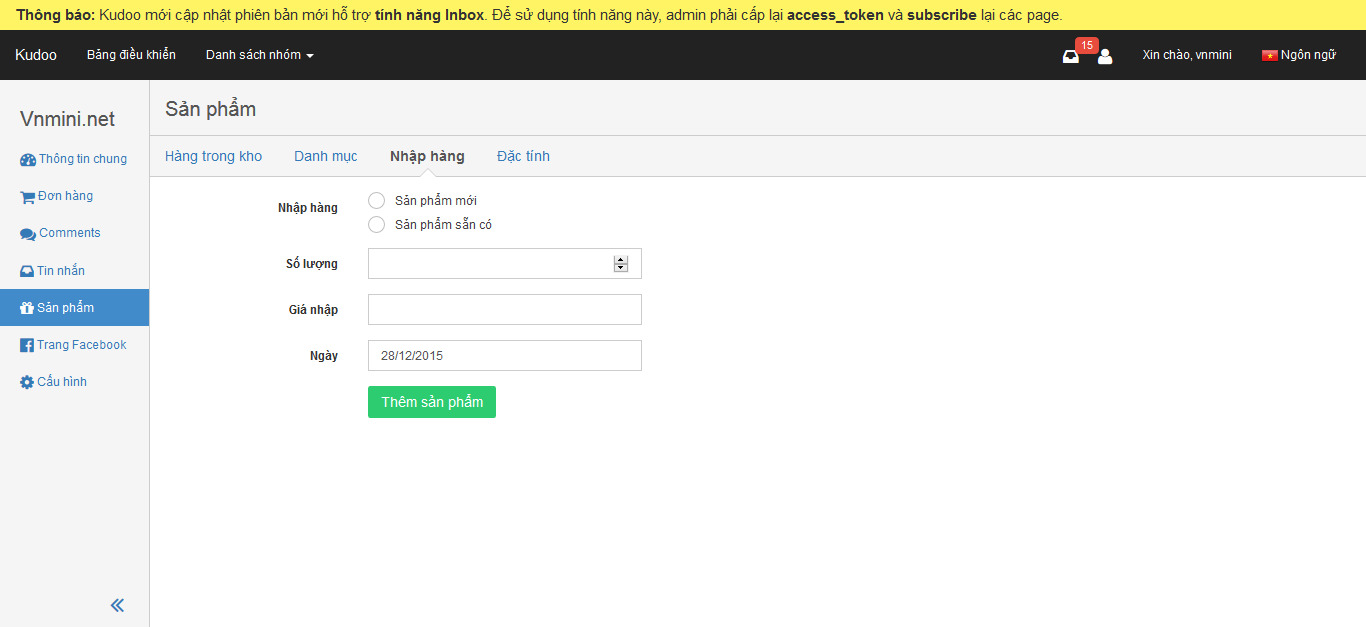 Thông báo: Kudoo mới cập nhật phiên bản mới hỗ trợ tính năng Inbox. Để sử dụng tính năng này, admin phải cấp lại access_token và subscribe lại các page.
Kudoo Bảng điều khiển Danh sách nhóm 15 Xin chào, vnmini Ngôn ngữ
Vnmini.net
Thông tin chung
Đơn hàng
Comments
Tin nhắn
Sản phẩm
Trang Facebook
Cấu hình
Sản phẩm
Hàng trong kho Danh mục Nhập hàng Đặc tính
Nhập hàng
Sản phẩm mới
Sản phẩm sẵn có
Số lượng
Giá nhập
Ngày 28/12/2015
Thêm sản phẩm